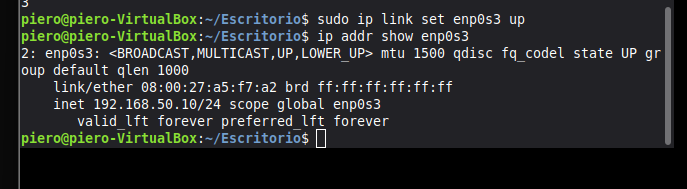 3
piero@piero-VirtualBox:~/Escritorio$ sudo ip link set enp0s3 up
piero@piero-VirtualBox:~/Escritorio$ ip addr show enp0s3
2: enp0s3: <BROADCAST,MULTICAST,UP,LOWER_UP> mtu 1500 qdisc fq_codel state UP gr
oup default qlen 1000
    link/ether 08:00:27:a5:f7:a2 brd ff:ff:ff:ff:ff:ff
    inet 192.168.50.10/24 scope global enp0s3
       valid_lft forever preferred_lft forever
piero@piero-VirtualBox:~/Escritorio$